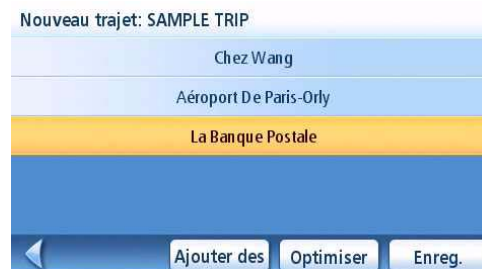 Nouveau trajet: SAMPLE TRIP
Chez Wang
Aéroport De Paris-Orly
La Banque Postale
Ajouter des
Optimiser
Enreg.